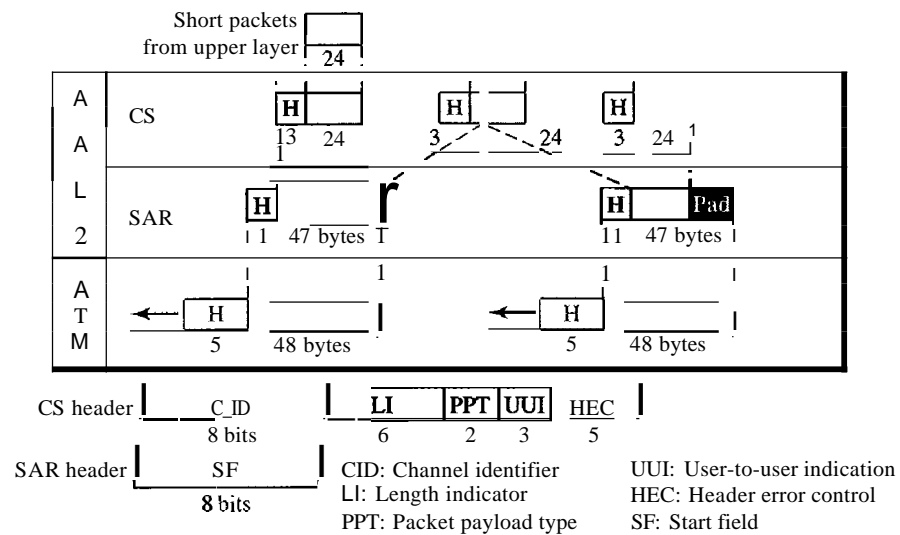 Short packets
from upper layer
24
A
A
L
2
CS
H
13
24
1
H
3
24
H
3
24
1
SAR
H
1
47 bytes
H
Pad
11
47 bytes
A
T
M
1
1
H
5
48 bytes
H
5
48 bytes
CS header
C_ID
LI
PPT
UUI
HEC
8 bits
6
2
3
5
SAR header
SF
8 bits
CID: Channel identifier
LI: Length indicator
PPT: Packet payload type
UUI: User-to-user indication
HEC: Header error control
SF: Start field